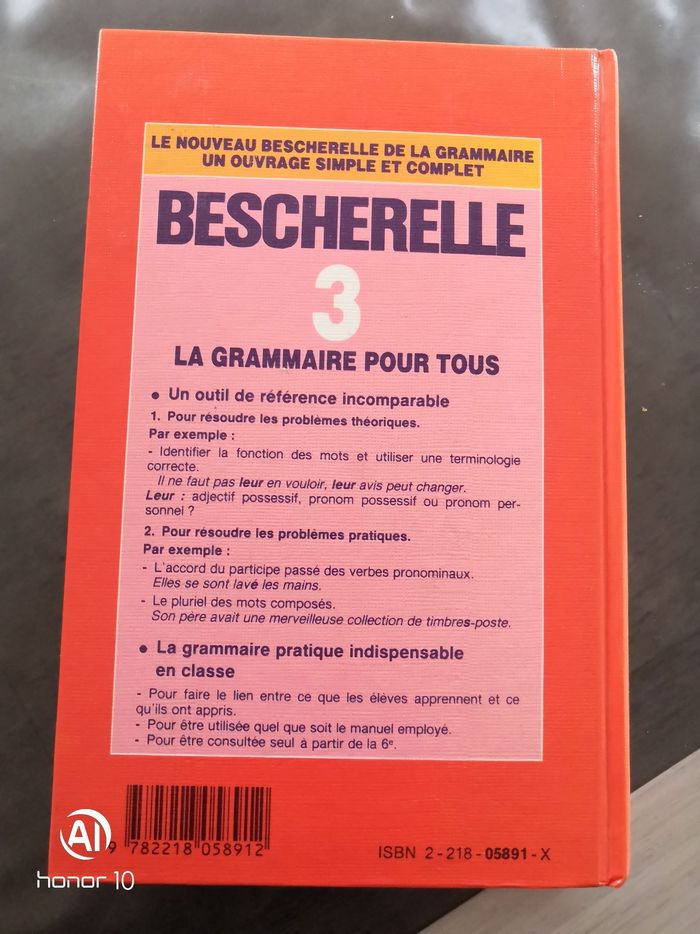 LE NOUVEAU BESCHERELLE DE LA GRAMMAIRE
UN OUVRAGE SIMPLE ET COMPLET
BESCHERELLE
3
LA GRAMMAIRE POUR TOUS
• Un outil de référence incomparable
1. Pour résoudre les problèmes théoriques.
Par exemple :
- Identifier la fonction des mots et utiliser une terminologie
correcte.
Il ne faut pas leur en vouloir, leur avis peut changer.
Leur : adjectif possessif, pronom possessif ou pronom per-
sonnel ?
2. Pour résoudre les problèmes pratiques.
Par exemple :
- L'accord du participe passé des verbes pronominaux.
Elles se sont lavé les mains.
- Le pluriel des mots composés.
Son père avait une merveilleuse collection de timbres-poste.
• La grammaire pratique indispensable
en classe
- Pour faire le lien entre ce que les élèves apprennent et ce
qu'ils ont appris.
- Pour être utilisée quel que soit le manuel employé.
- Pour être consultée seul à partir de la 6e.
9 782218 058912
ISBN 2 - 218 - 05891 - X
AI
honor 10